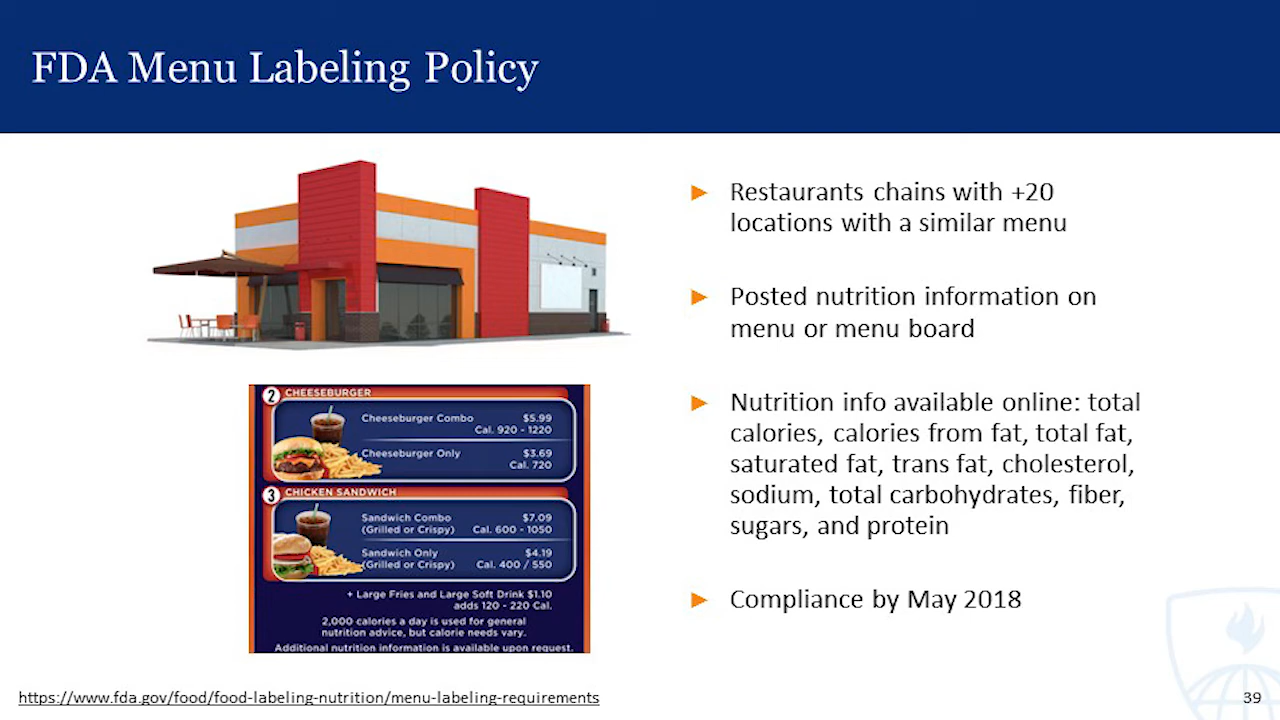 FDA Menu Labeling Policy
Restaurants chains with +20
locations with a similar menu
Posted nutrition information on
menu or menu board
Nutrition info available online: total
calories, calories from fat, total fat,
saturated fat, trans fat, cholesterol,
sodium, total carbohydrates, fiber,
sugars, and protein
Compliance by May 2018
2 CHEESEBURGER
Cheeseburger Combo $5.99
Cal. 920 - 1220
Cheeseburger Only $3.69
Cal. 720
3 CHICKEN SANDWICH
Sandwich Combo $7.09
(Grilled or Crispy) Cal. 600 - 1050
Sandwich Only $4.19
(Grilled or Crispy) Cal. 400 / 550
+ Large Fries and Large Soft Drink $1.10
adds 120 - 220 Cal.
2,000 calories a day is used for general
nutrition advice, but calorie needs vary.
Additional nutrition information is available upon request.
https://www.fda.gov/food/food-labeling-nutrition/menu-labeling-requirements
39